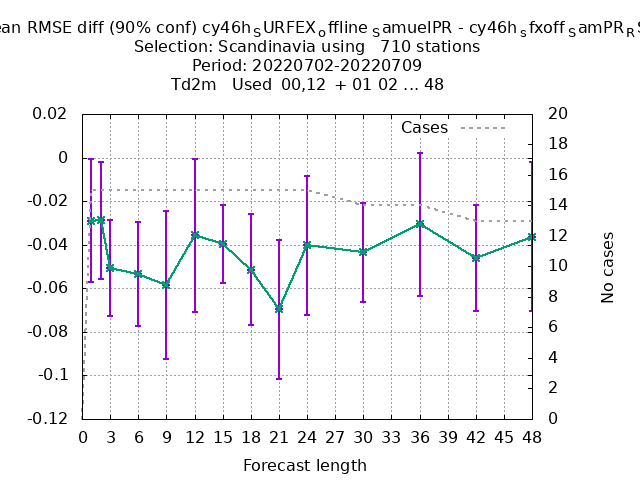 ean RMSE diff (90% conf) cy46h_SURFEX_offline_SamuelPR - cy46h_sfxoff_SamPR_RS
Selection: Scandinavia using 710 stations
Period: 20220702-20220709
Td2m Used 00,12 + 01 02 ... 48
Cases
0.02
0
-0.02
-0.04
-0.06
-0.08
-0.1
-0.12
20
18
16
14
12
10
8
6
4
2
0
No cases
0 3 6 9 12 15 18 21 24 27 30 33 36 39 42 45 48
Forecast length